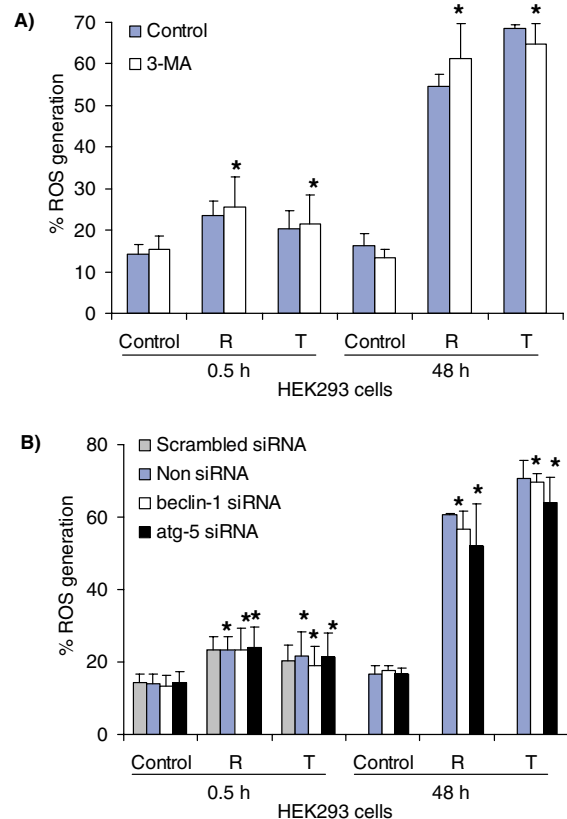 A)
Control
3-MA
% ROS generation
70
60
50
40
30
20
10
0
*
*
*
*
Control R T Control R T
0.5 h 48 h
HEK293 cells
B)
Scrambled siRNA
Non siRNA
beclin-1 siRNA
atg-5 siRNA
% ROS generation
80
60
40
20
0
* * *
* * *
* *
* *
Control R T Control R T
0.5 h 48 h
HEK293 cells